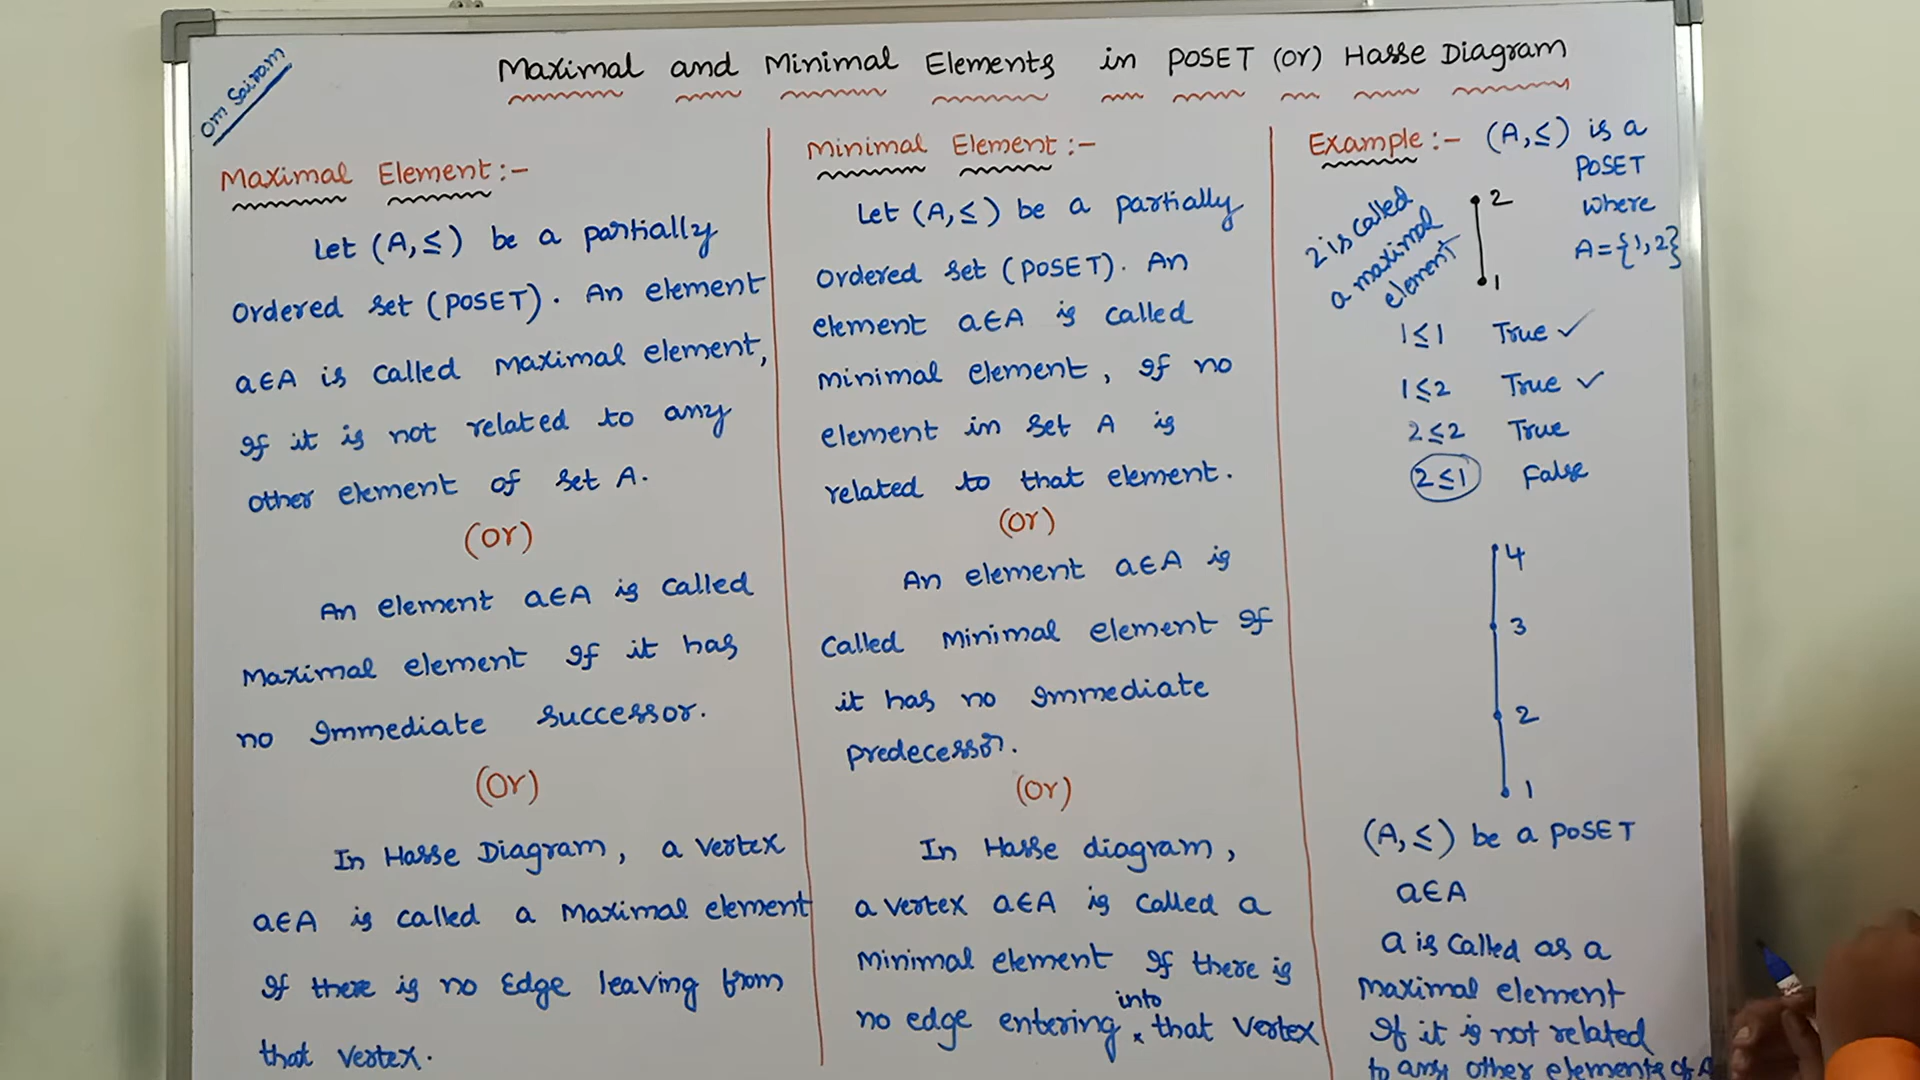 Om Sairam
Maximal and Minimal Elements in POSET (or) Hasse Diagram
Maximal Element :-
Let (A,≤) be a partially
ordered set (POSET). An element
a∈A is called maximal element,
If it is not related to any
other element of set A.
(or)
An element a∈A is called
maximal element If it has
no Immediate successor.
(or)
In Hasse Diagram, a vertex
a∈A is called a maximal element
If there is no Edge leaving from
that vertex.
Minimal Element :-
Let (A,≤) be a partially
ordered set (POSET). An
element a∈A is called
minimal element, If no
element in set A is
related to that element.
(or)
An element a∈A is
called minimal element If
it has no Immediate
predecessor.
(or)
In Hasse diagram,
a vertex a∈A is called a
minimal element If there is
into
no edge entering x that vertex
Example :- (A,≤) is a
POSET
where
A={1,2}
2 is called
a maximal
element
2
1
1≤1 True ✓
1≤2 True ✓
2≤2 True
2≤1 False
4
3
2
1
(A,≤) be a POSET
a∈A
a is called as a
maximal element
If it is not related
to any other elements of A